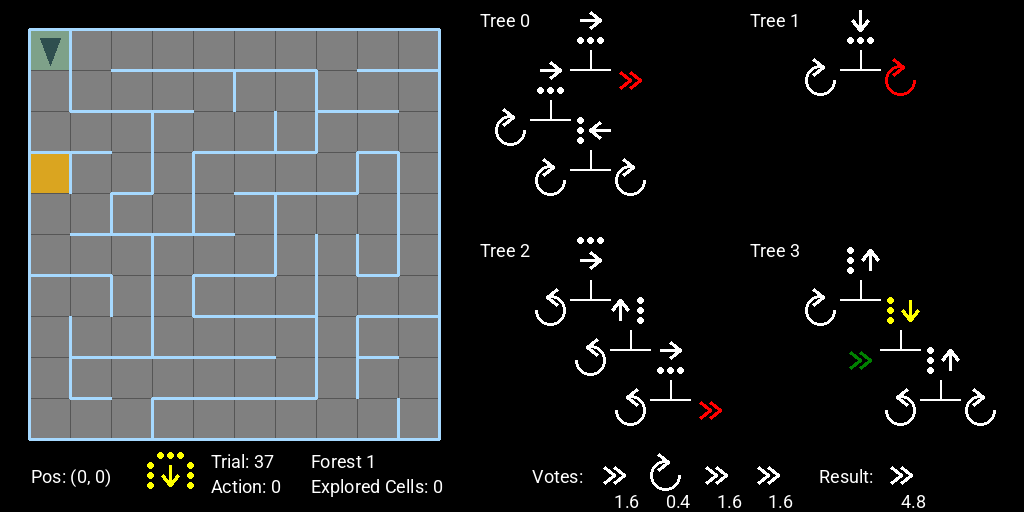 Tree 0
Tree 1
Tree 2
Tree 3
Pos: (0, 0)
Trial: 37
Forest 1
Action: 0
Explored Cells: 0
Votes:
Result:
1.6
0.4
1.6
1.6
4.8